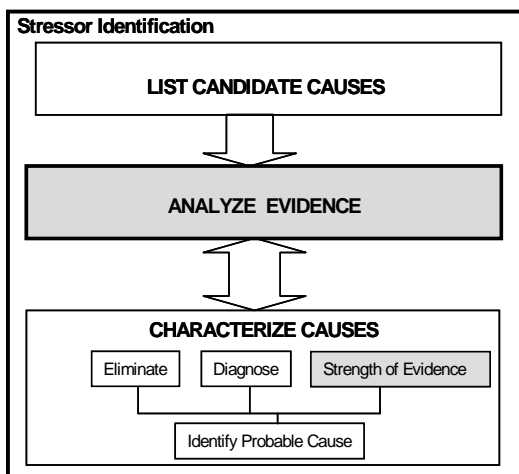 Stressor Identification
LIST CANDIDATE CAUSES
ANALYZE EVIDENCE
CHARACTERIZE CAUSES
Eliminate
Diagnose
Strength of Evidence
Identify Probable Cause